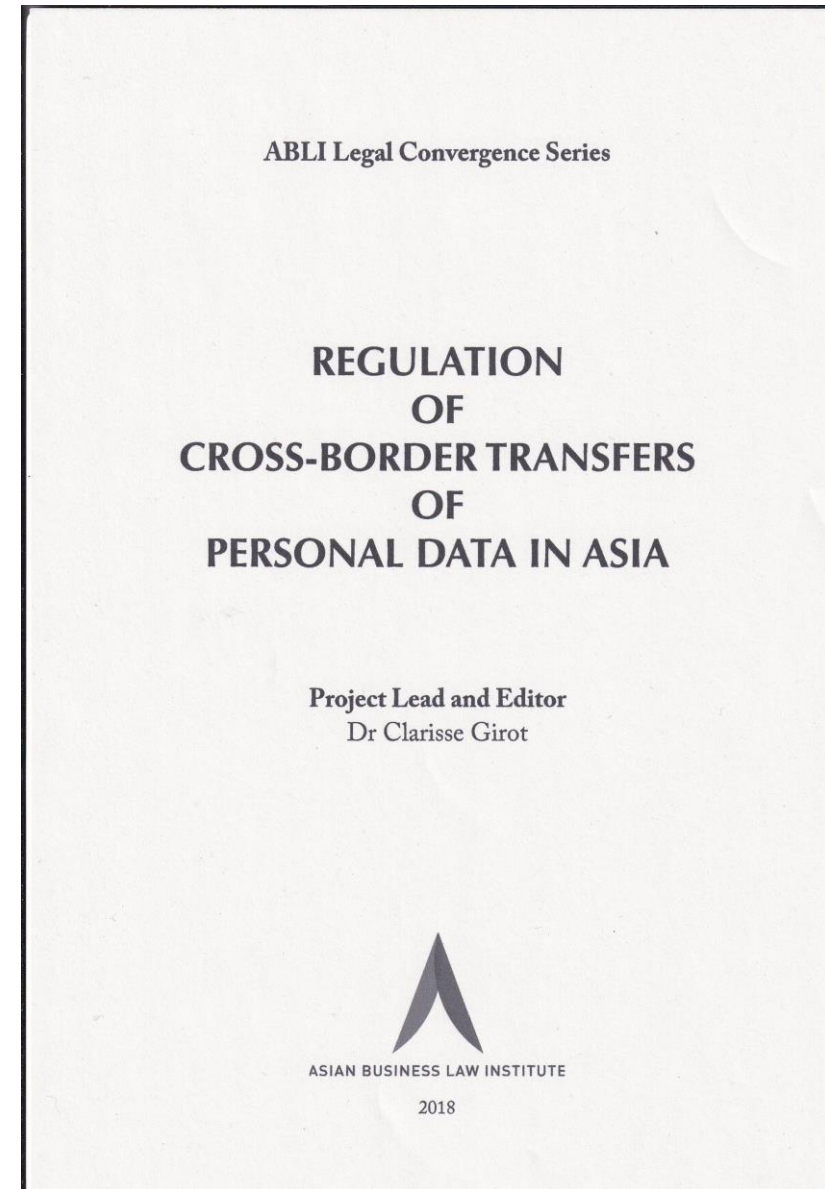 ABLI Legal Convergence Series
REGULATION
OF
CROSS-BORDER TRANSFERS
OF
PERSONAL DATA IN ASIA
Project Lead and Editor
Dr Clarisse Girot
ASIAN BUSINESS LAW INSTITUTE
2018